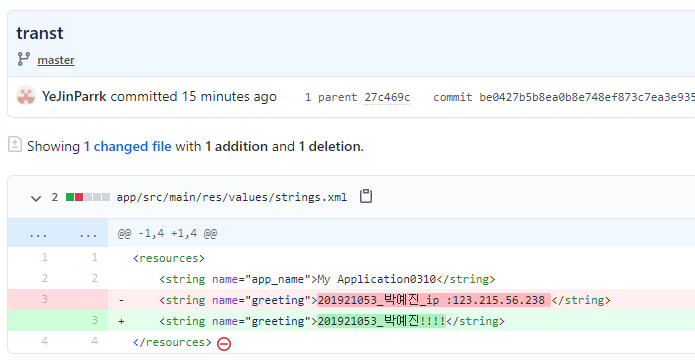 transt
master
YeJinParrk committed 15 minutes ago 1 parent 27c469c commit be0427b5b8ea0b8e748ef873c7ea3e935
Showing 1 changed file with 1 addition and 1 deletion.
2 app/src/main/res/values/strings.xml
... ... @@ -1,4 +1,4 @@
1 1 <resources>
2 2 <string name="app_name">My Application0310</string>
3 - <string name="greeting">201921053_박예진_ip :123.215.56.238 </string>
3 + <string name="greeting">201921053_박예진!!!!</string>
4 4 </resources>